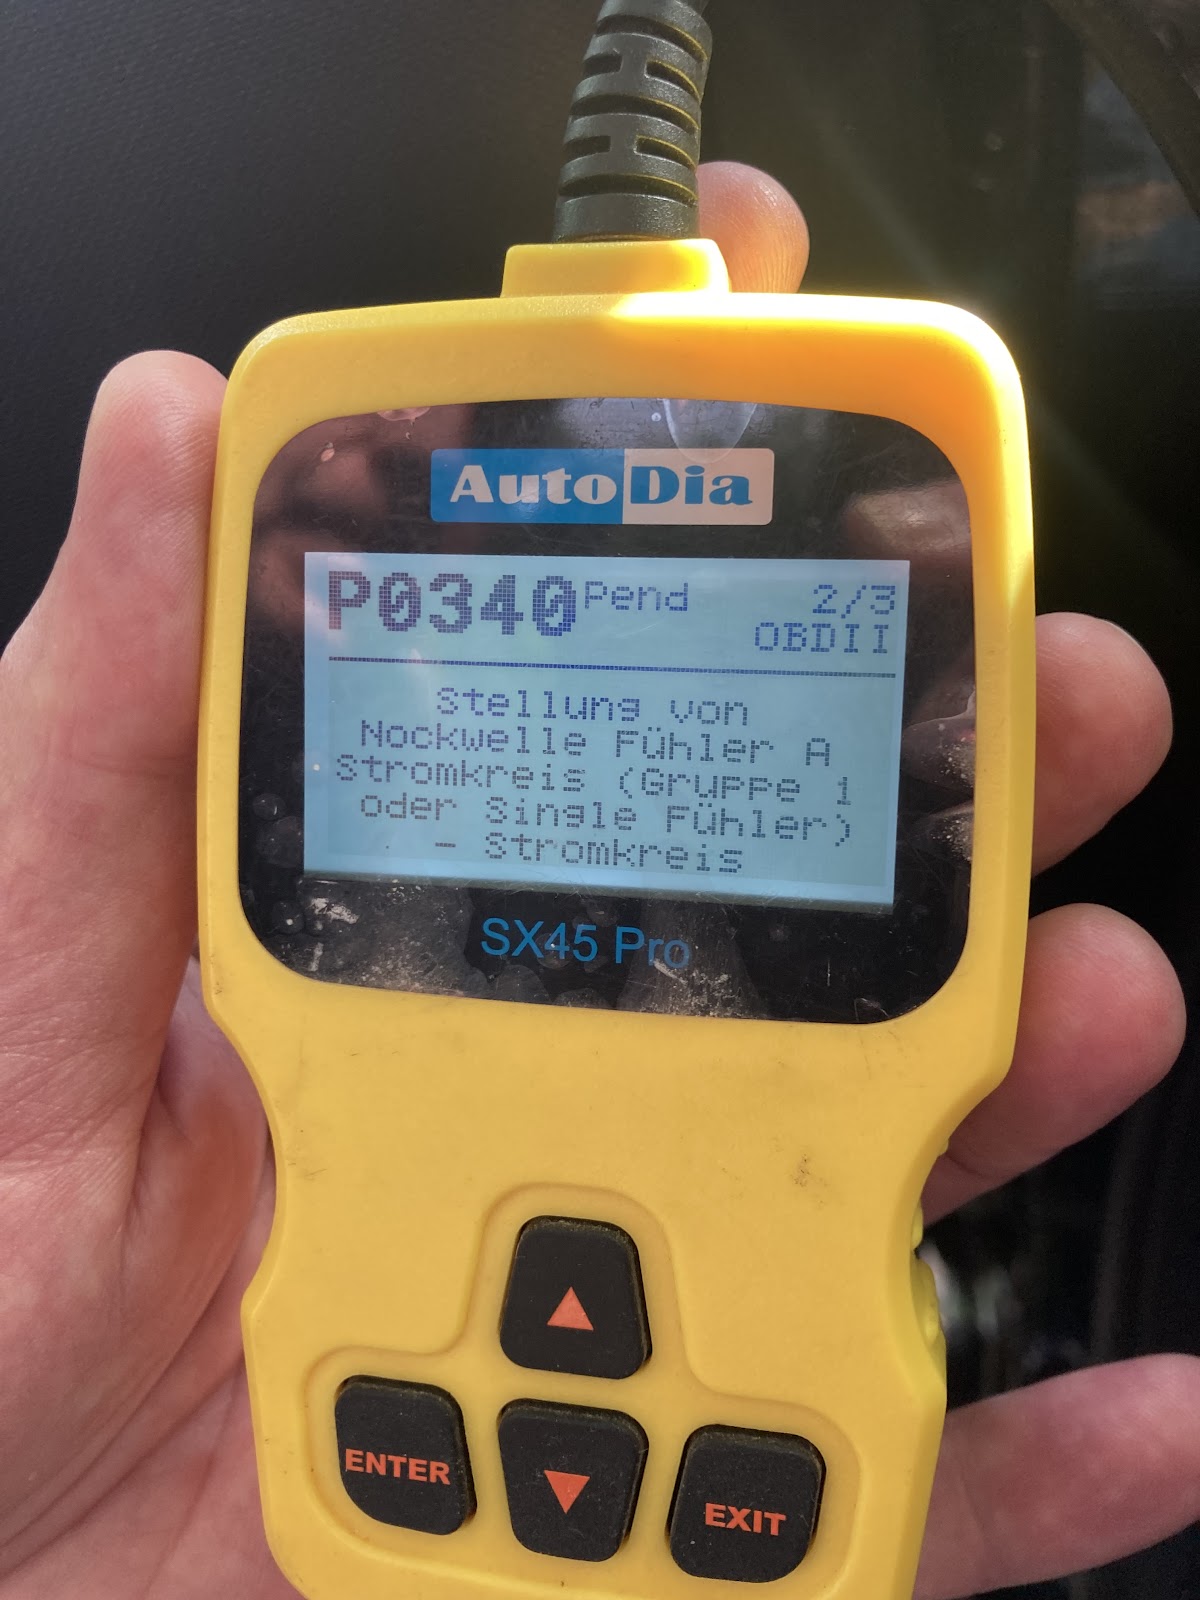 AutoDia
P0340 Pend 2/3
OBDII
Stellung von
Nockwelle Fühler A
Stromkreis (Gruppe 1
oder Single Fühler)
- Stromkreis
SX45 Pro
ENTER
EXIT